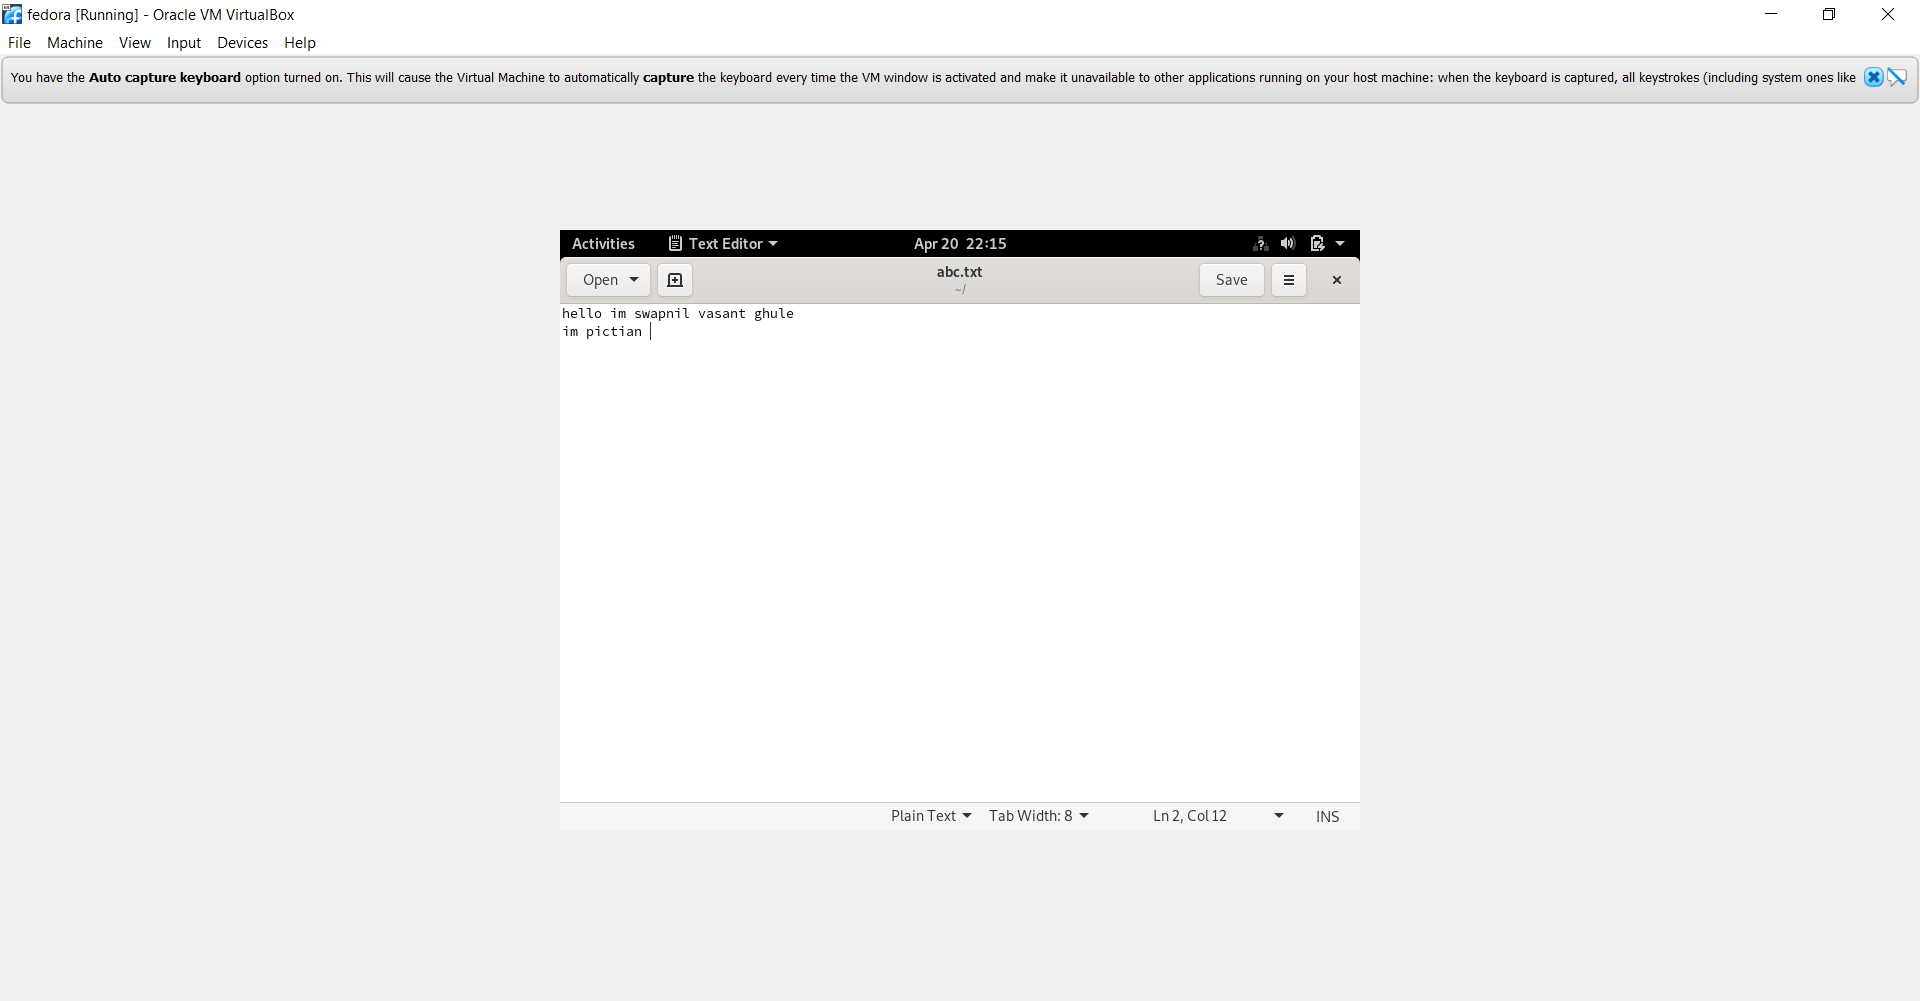 fedora [Running] - Oracle VM VirtualBox
File Machine View Input Devices Help
You have the Auto capture keyboard option turned on. This will cause the Virtual Machine to automatically capture the keyboard every time the VM window is activated and make it unavailable to other applications running on your host machine: when the keyboard is captured, all keystrokes (including system ones like
Activities Text Editor Apr 20 22:15
Open abc.txt Save
~/
hello im swapnil vasant ghule
im pictian
Plain Text Tab Width: 8 Ln 2, Col 12 INS